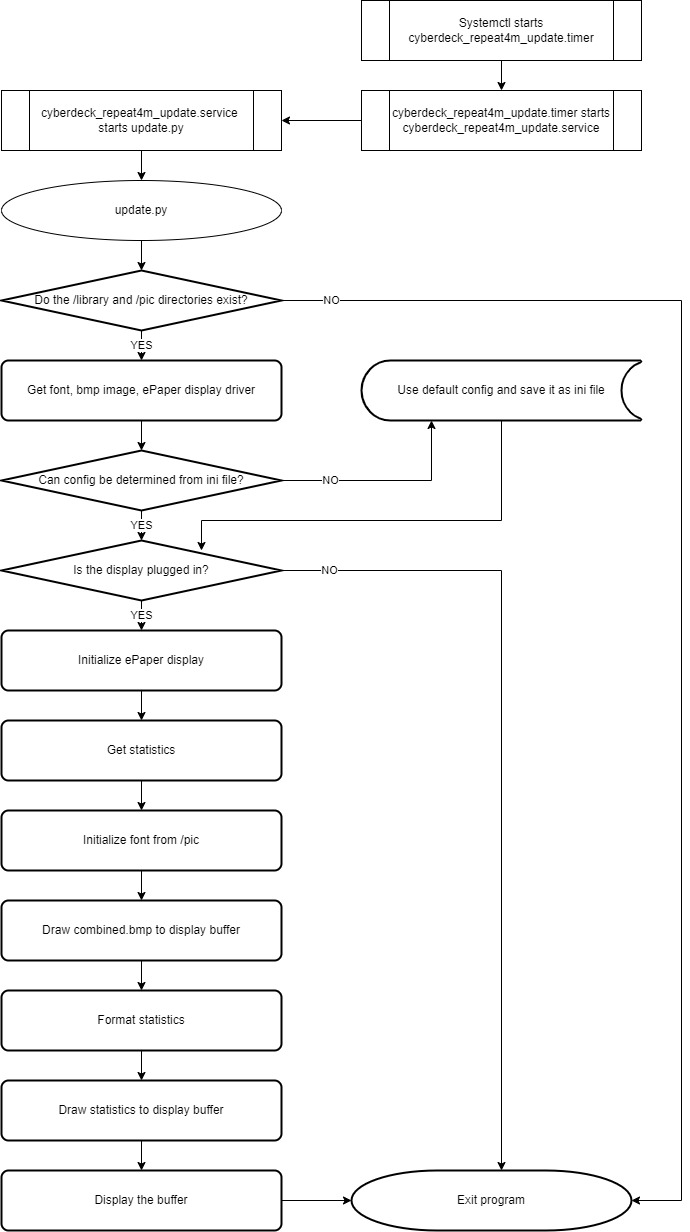 Systemctl starts
cyberdeck_repeat4m_update.timer
cyberdeck_repeat4m_update.timer starts
cyberdeck_repeat4m_update.service
cyberdeck_repeat4m_update.service
starts update.py
update.py
Do the /library and /pic directories exist?
NO
YES
Get font, bmp image, ePaper display driver
Use default config and save it as ini file
Can config be determined from ini file?
NO
YES
Is the display plugged in?
NO
YES
Initialize ePaper display
Get statistics
Initialize font from /pic
Draw combined.bmp to display buffer
Format statistics
Draw statistics to display buffer
Display the buffer
Exit program